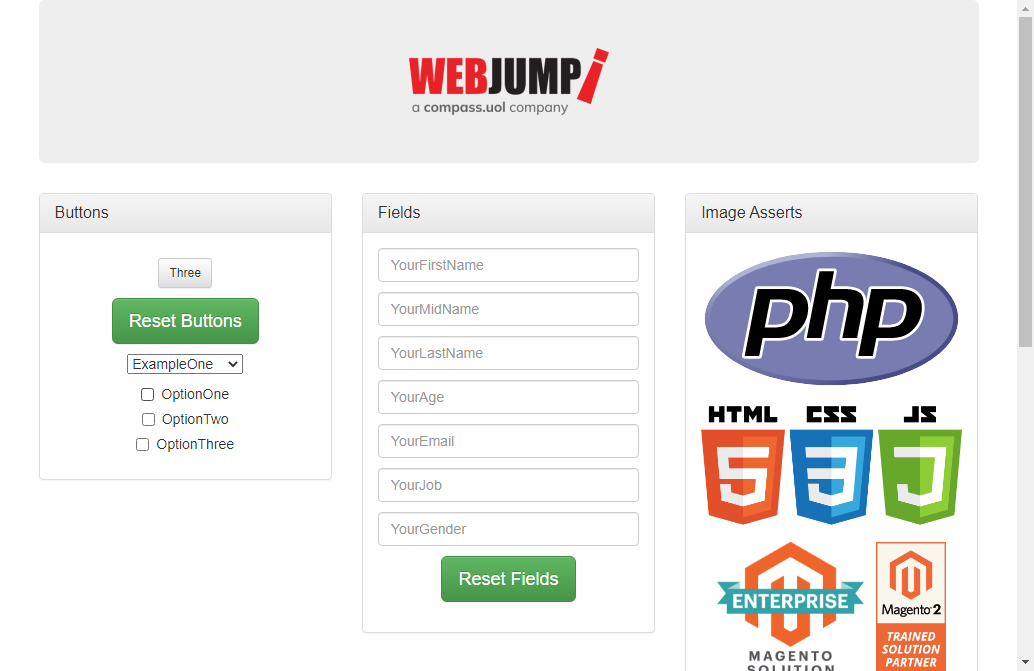 WEBJUMP
a compass.uol company
Buttons
Three
Reset Buttons
ExampleOne
OptionOne
OptionTwo
OptionThree
Fields
YourFirstName
YourMidName
YourLastName
YourAge
YourEmail
YourJob
YourGender
Reset Fields
Image Asserts
php
HTML CSS JS
5 3
ENTERPRISE
MAGENTO
SOLUTION
Magento 2
TRAINED
SOLUTION
PARTNER